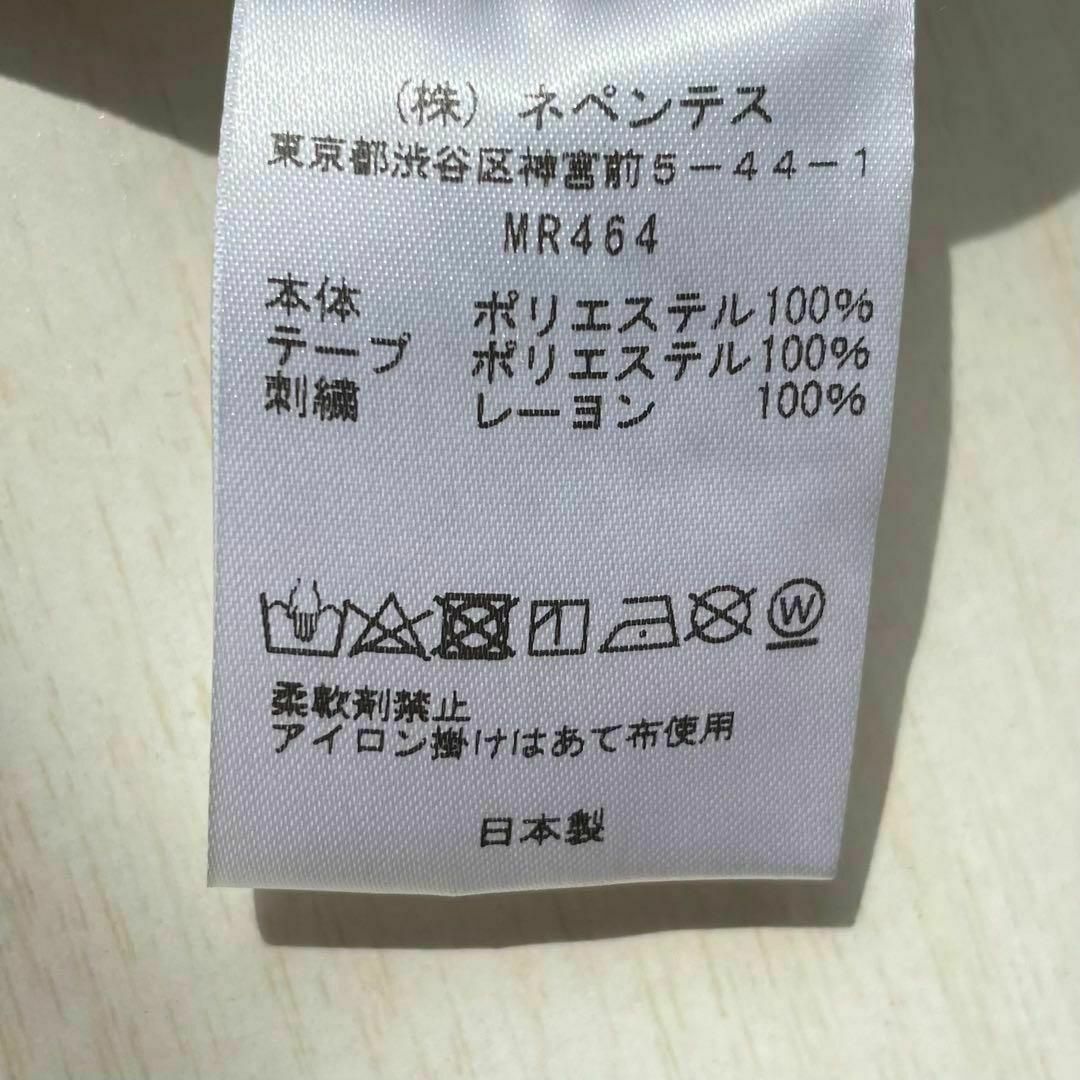 (株) ネペンテス
東京都渋谷区神宮前5-44-1
MR464
本体 ポリエステル100%
テープ ポリエステル100%
刺繍 レーヨン 100%
W
柔軟剤禁止
アイロン掛けはあて布使用
日本製